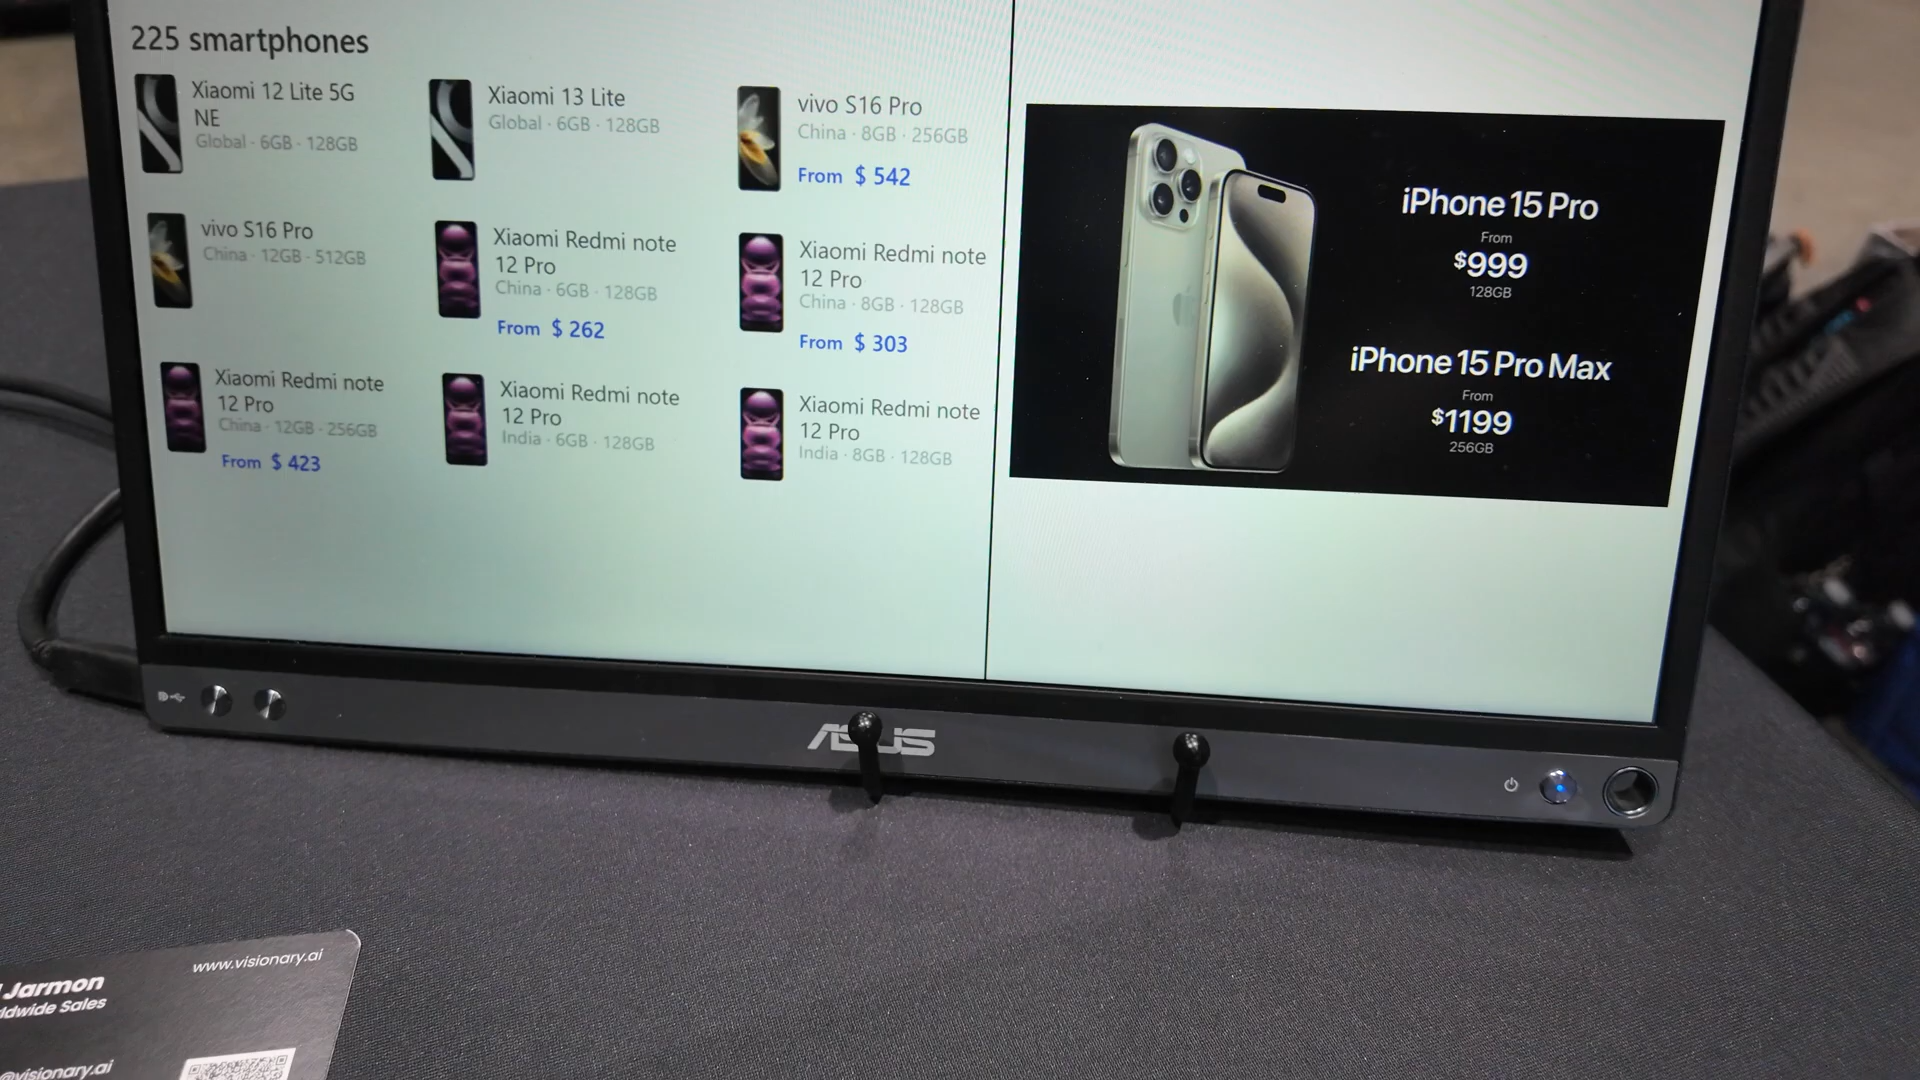 225 smartphones
Xiaomi 12 Lite 5G
NE
Global · 6GB · 128GB
Xiaomi 13 Lite
Global · 6GB · 128GB
vivo S16 Pro
China · 8GB · 256GB
From $ 542
vivo S16 Pro
China · 12GB · 512GB
Xiaomi Redmi note
12 Pro
China · 6GB · 128GB
From $ 262
Xiaomi Redmi note
12 Pro
China · 8GB · 128GB
From $ 303
Xiaomi Redmi note
12 Pro
China · 12GB · 256GB
From $ 423
Xiaomi Redmi note
12 Pro
India · 6GB · 128GB
Xiaomi Redmi note
12 Pro
India · 8GB · 128GB
iPhone 15 Pro
From
$999
128GB
iPhone 15 Pro Max
From
$1199
256GB
ASUS
www.visionary.ai
Jarmon
ldwide Sales
@visionary.ai